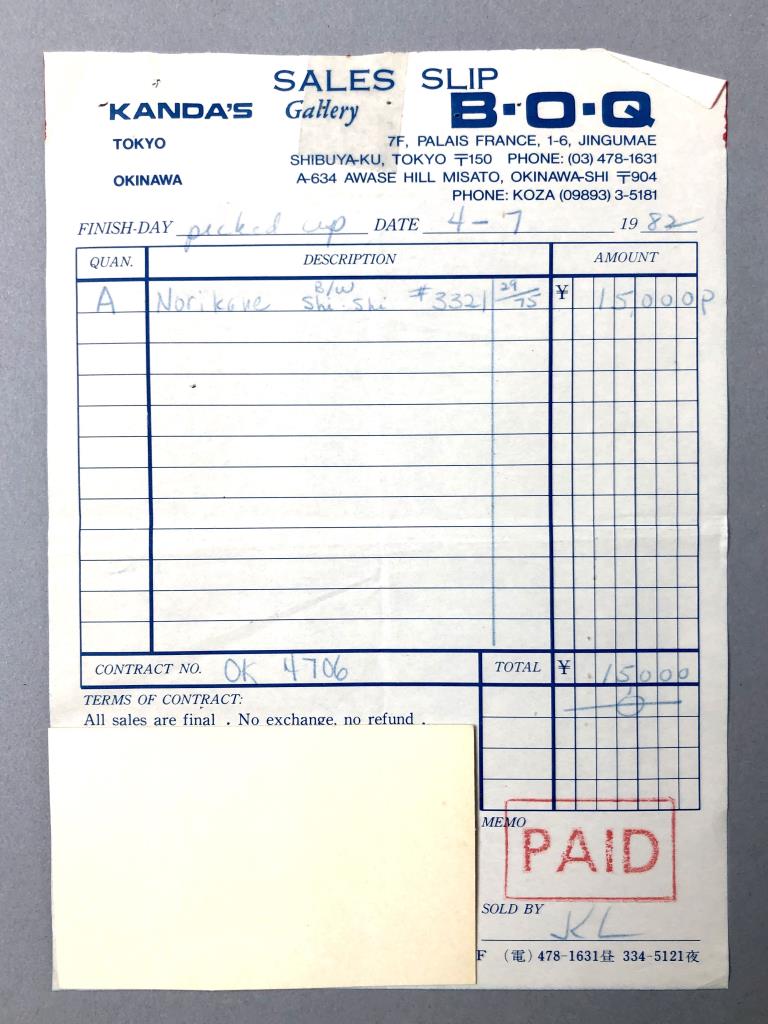 SALES SLIP
KANDA'S Gallery B·O·Q
TOKYO 7F, PALAIS FRANCE, 1-6, JINGUMAE
SHIBUYA-KU, TOKYO 〒150 PHONE: (03) 478-1631
OKINAWA A-634 AWASE HILL MISATO, OKINAWA-SHI 〒904
PHONE: KOZA (09893) 3-5181
FINISH-DAY picked up DATE 4-7 1982
QUAN. DESCRIPTION AMOUNT
A Norikane B/W Shi-Shi #3321 29/75 ¥ 15,000 P
CONTRACT NO. OK 4706 TOTAL ¥ 15,000
TERMS OF CONTRACT:
All sales are final . No exchange, no refund .
MEMO
PAID
SOLD BY KL
F (電) 478-1631昼 334-5121夜